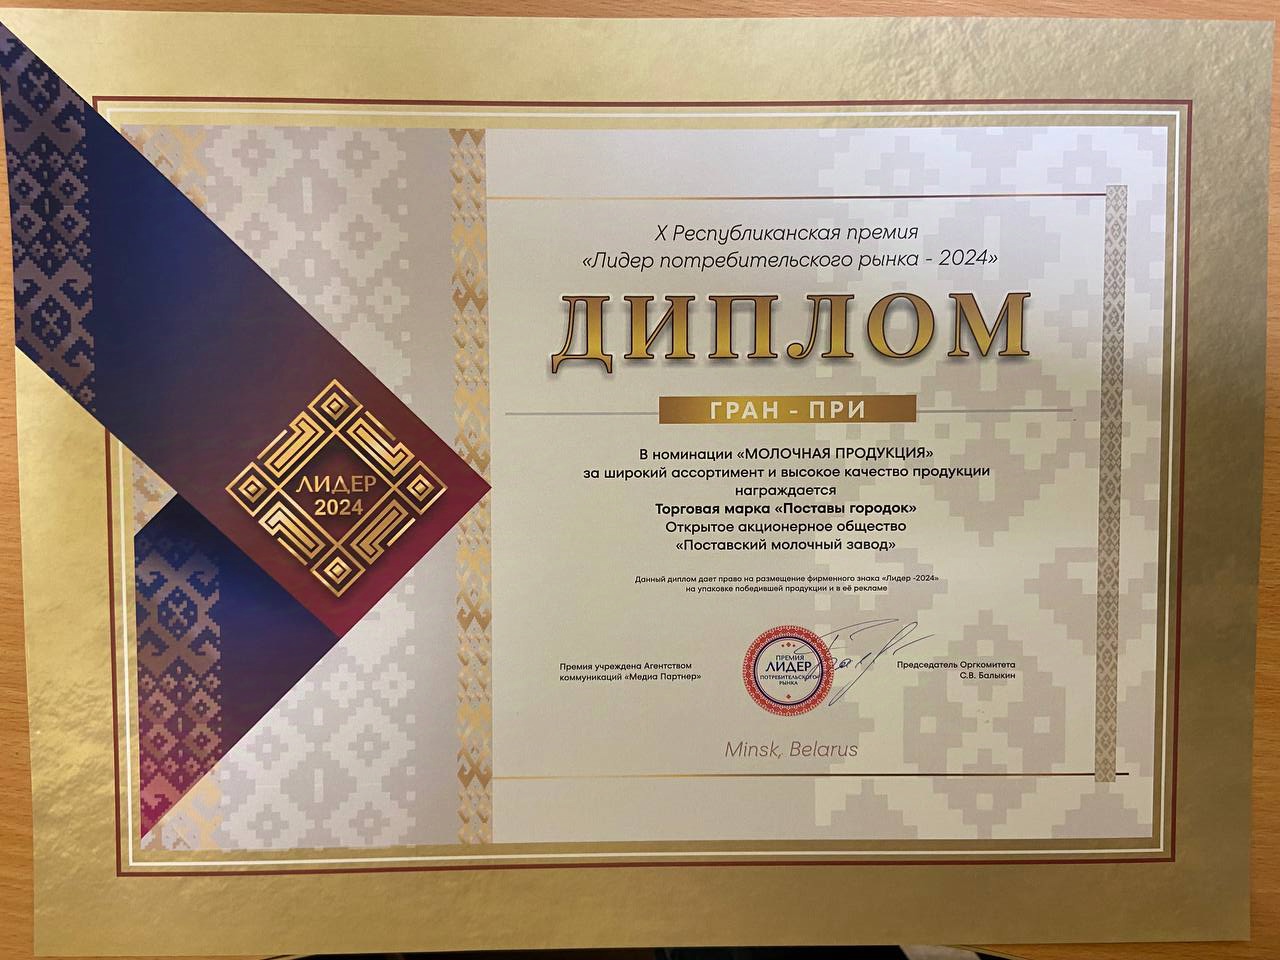 X Республиканская премия
«Лидер потребительского рынка - 2024»
ДИПЛОМ
ГРАН - ПРИ
В номинации «МОЛОЧНАЯ ПРОДУКЦИЯ»
за широкий ассортимент и высокое качество продукции
награждается
Торговая марка «Поставы городок»
Открытое акционерное общество
«Поставский молочный завод»
Данный диплом дает право на размещение фирменного знака «Лидер -2024»
на упаковке победившей продукции и в её рекламе
ЛИДЕР
2024
Премия учреждена Агентством
коммуникаций «Медиа Партнер»
ПРЕМИЯ
ЛИДЕР
ПОТРЕБИТЕЛЬСКОГО
РЫНКА
Председатель Оргкомитета
С.В. Балыкин
Minsk, Belarus